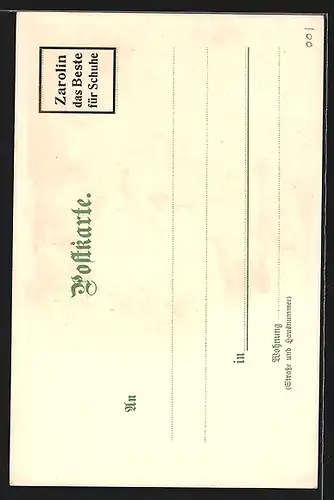 Postkarte.
Zarolin
das Beste
für Schuhe
An
in
Wohnung
(Straße und Hausnummer)
100